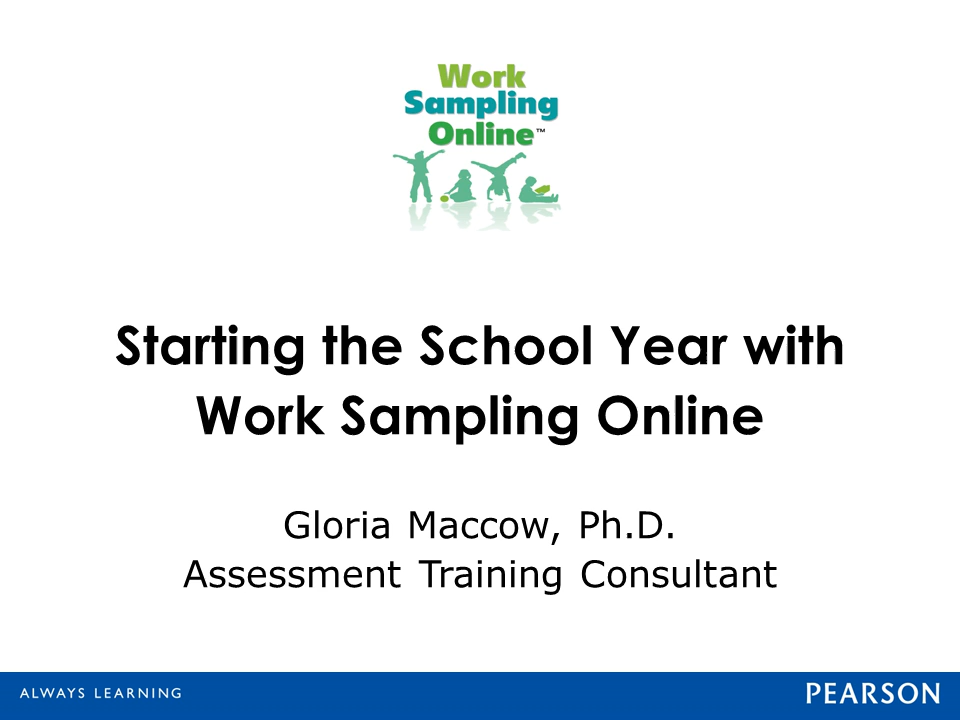 Work
Sampling
Online™
Starting the School Year with
Work Sampling Online
Gloria Maccow, Ph.D.
Assessment Training Consultant
ALWAYS LEARNING
PEARSON